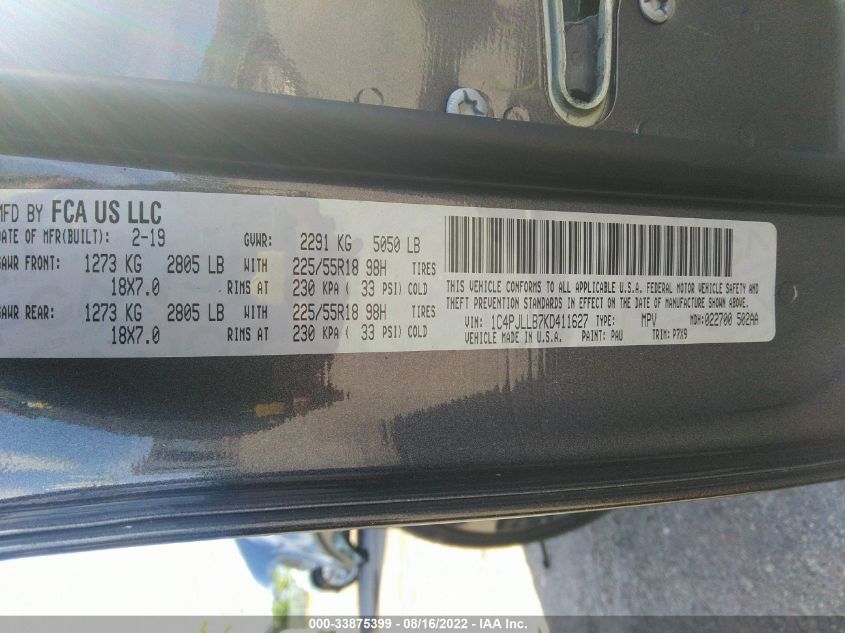 MFD BY FCA US LLC
DATE OF MFR(BUILT): 2-19 GVWR: 2291 KG 5050 LB
GAWR FRONT: 1273 KG 2805 LB WITH 225/55R18 98H TIRES
18X7.0 RIMS AT 230 KPA ( 33 PSI) COLD
GAWR REAR: 1273 KG 2805 LB WITH 225/55R18 98H TIRES
18X7.0 RIMS AT 230 KPA ( 33 PSI) COLD
THIS VEHICLE CONFORMS TO ALL APPLICABLE U.S.A. FEDERAL MOTOR VEHICLE SAFETY AND
THEFT PREVENTION STANDARDS IN EFFECT ON THE DATE OF MANUFACTURE SHOWN ABOVE.
VIN: 1C4PJLLB7KD411627 TYPE: MPV MDH: 022700 502AA
VEHICLE MADE IN U.S.A. PAINT: PAU TRIM: P7X9
000-33875399 - 08/16/2022 - IAA Inc.